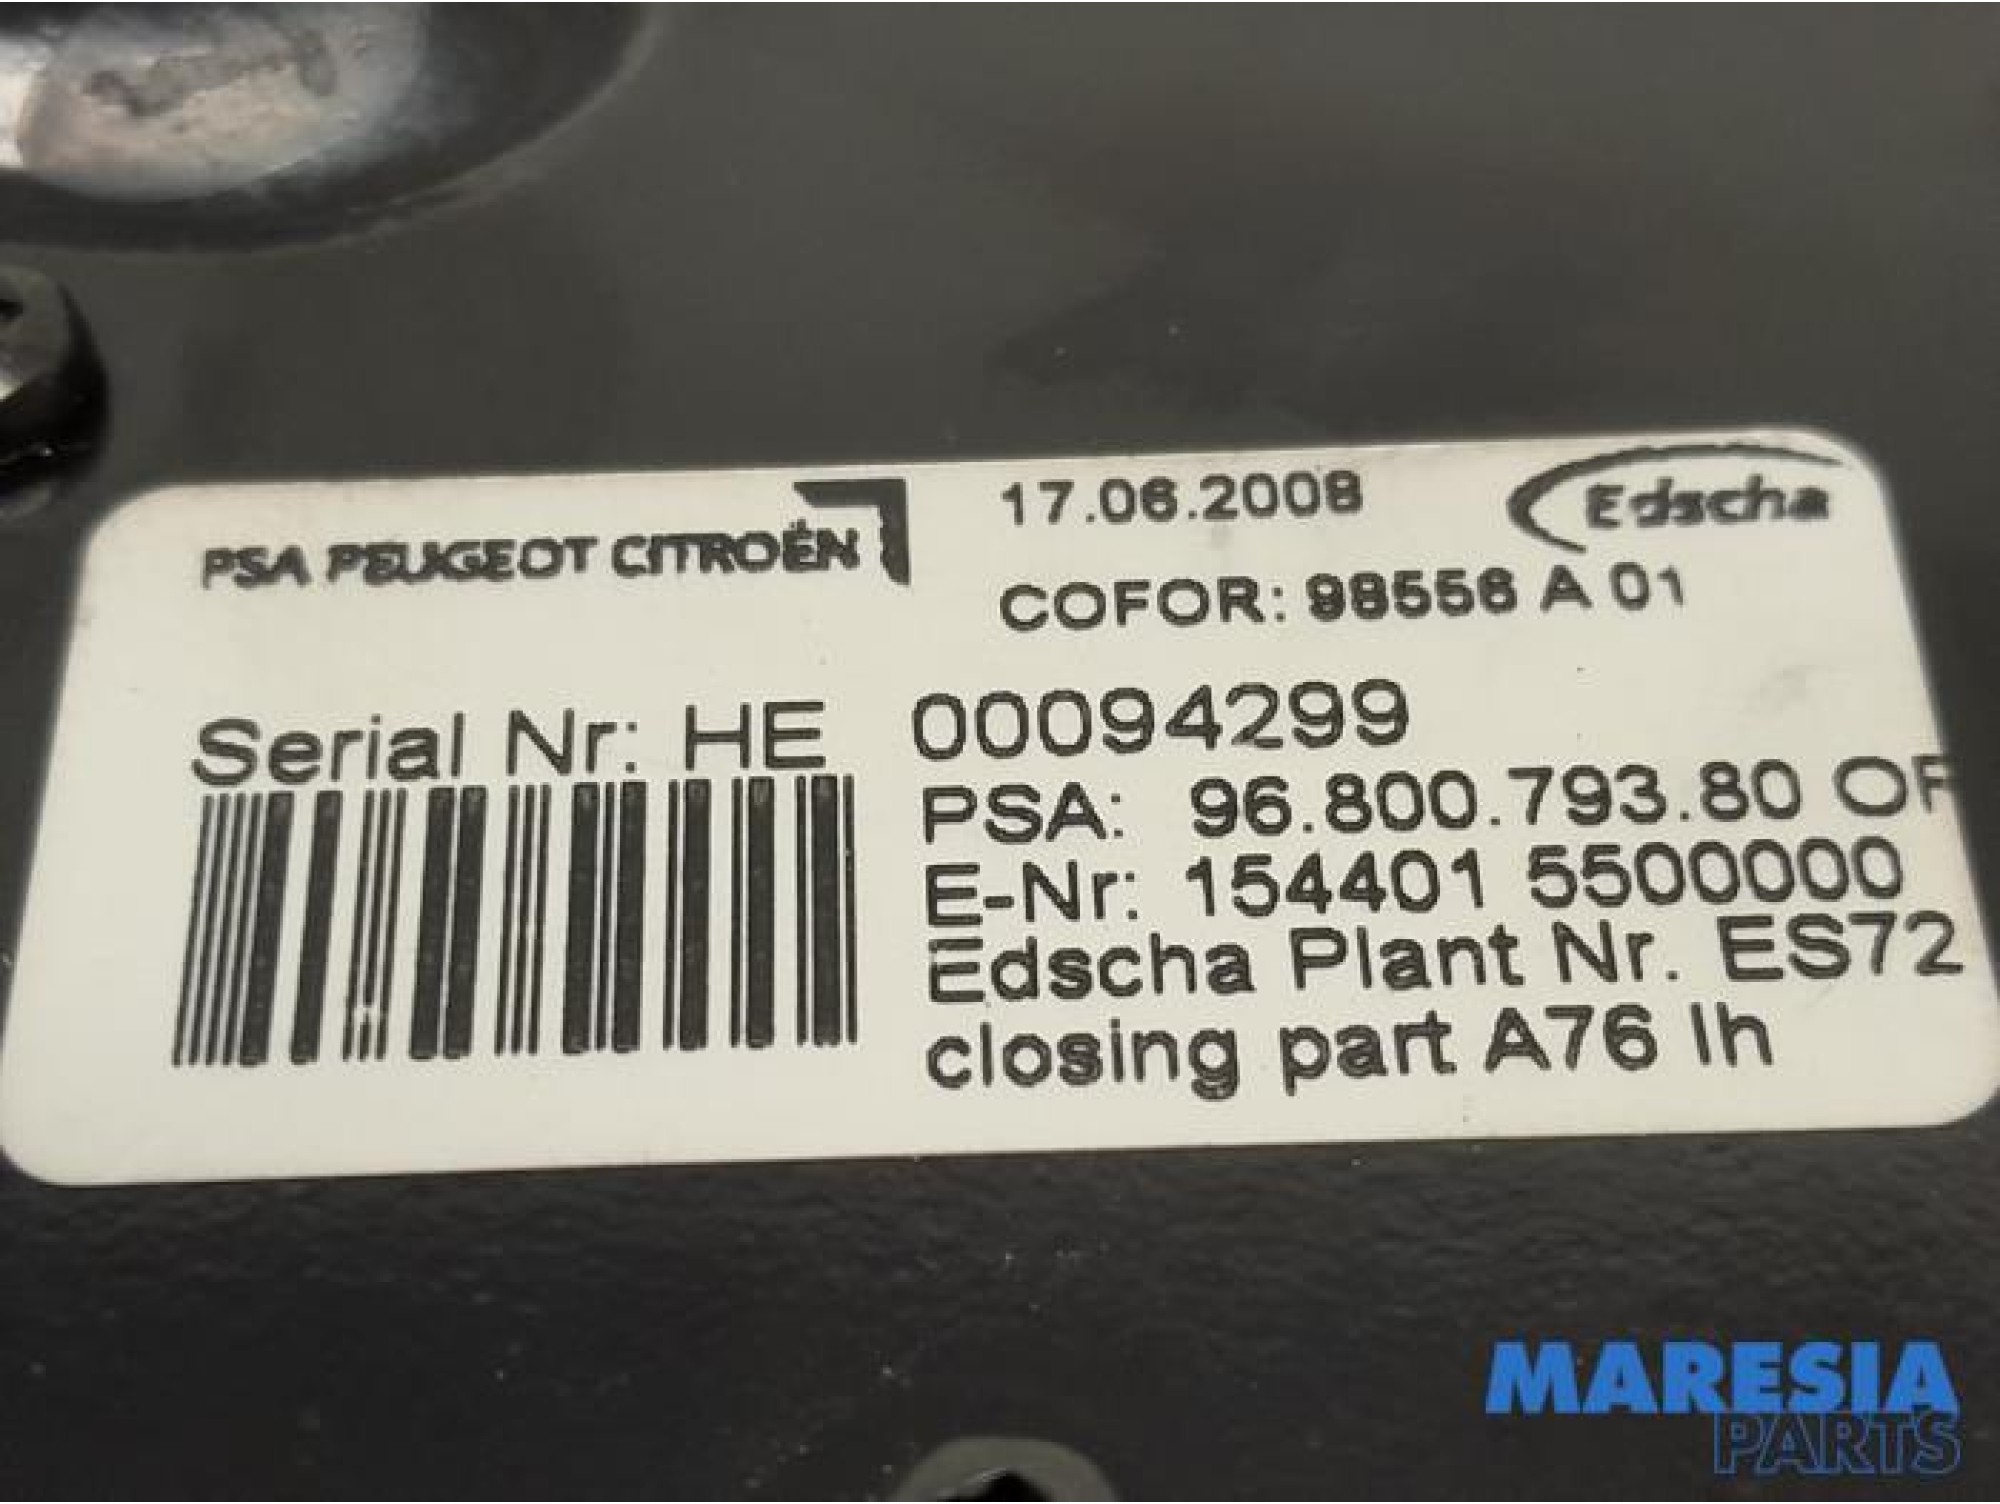 PSA PEUGEOT CITROËN
17.06.2008
Edscha
COFOR: 98556 A 01
Serial Nr: HE 00094299
PSA: 96.800.793.80 OF
E-Nr: 154401 5500000
Edscha Plant Nr. ES72
closing part A76 lh
MARESIA
PARTS